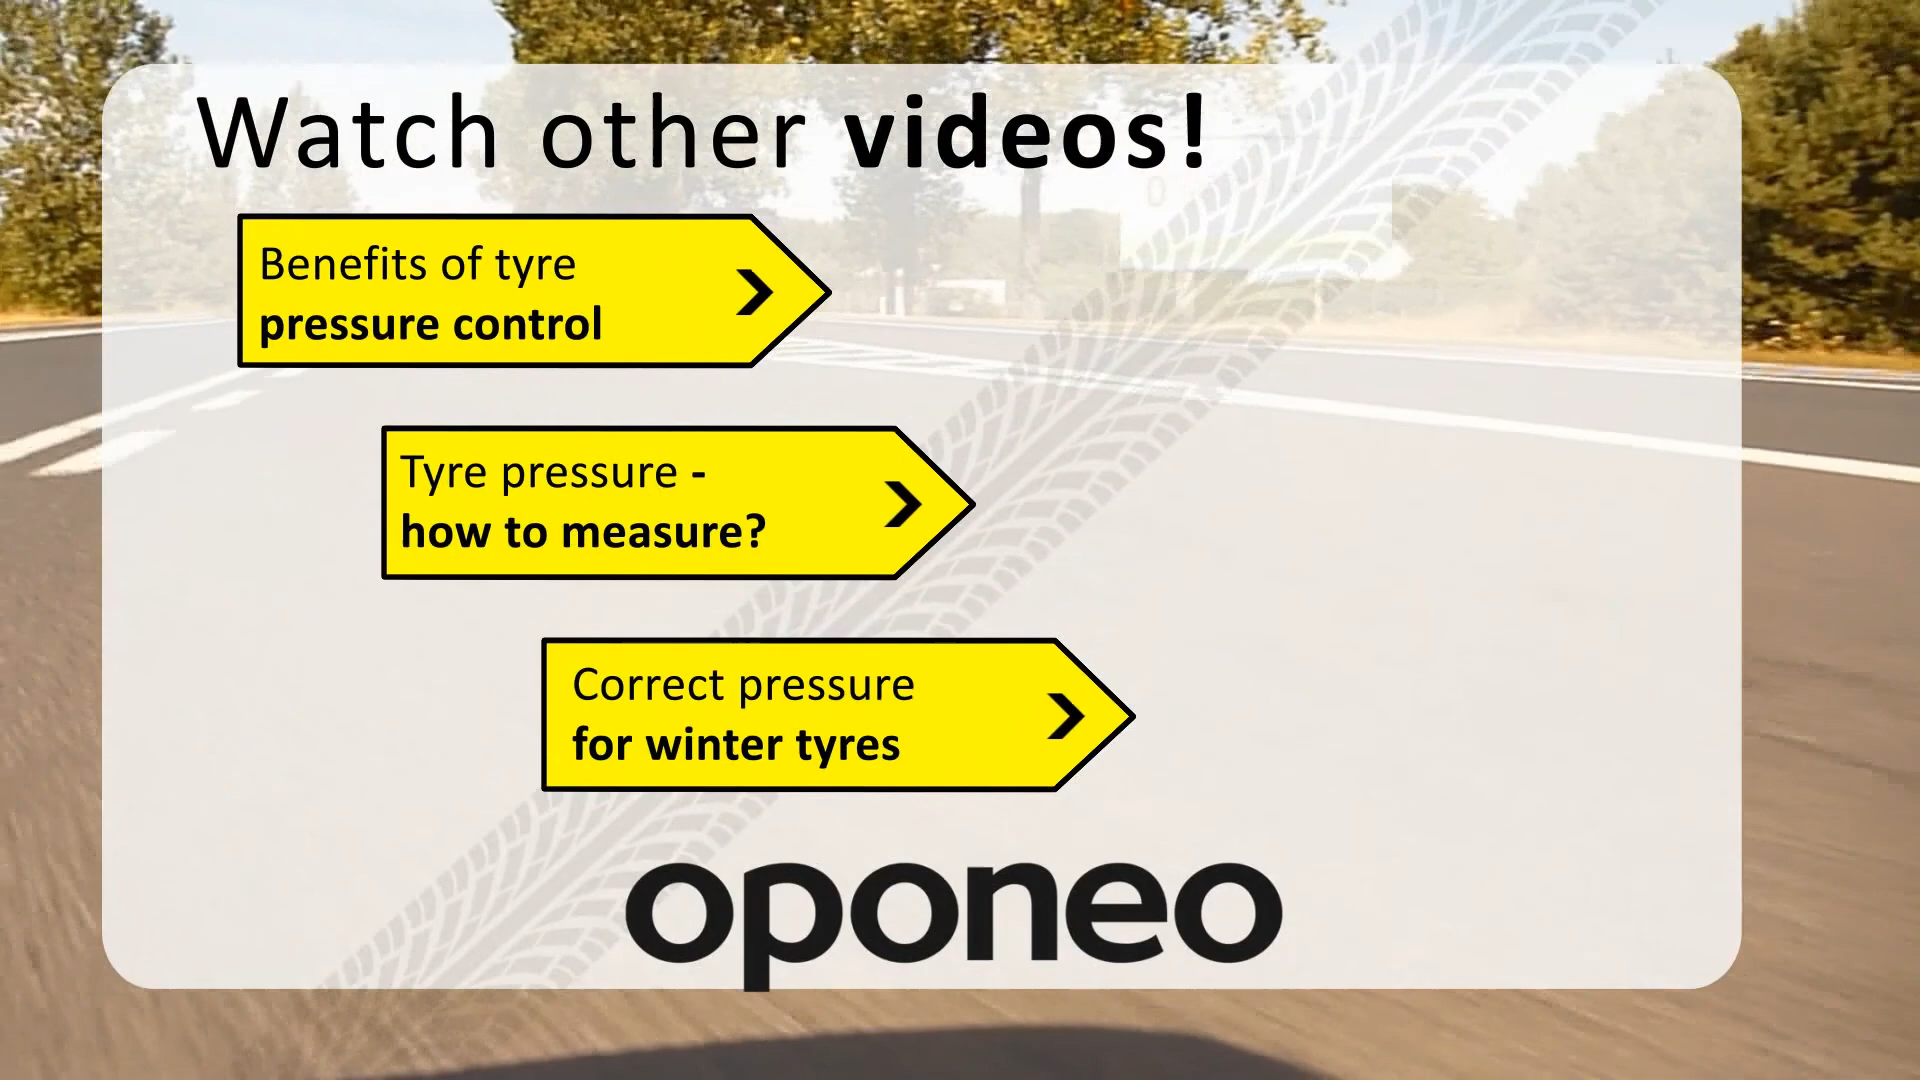 Watch other videos!
Benefits of tyre
pressure control
Tyre pressure -
how to measure?
Correct pressure
for winter tyres
oponeo